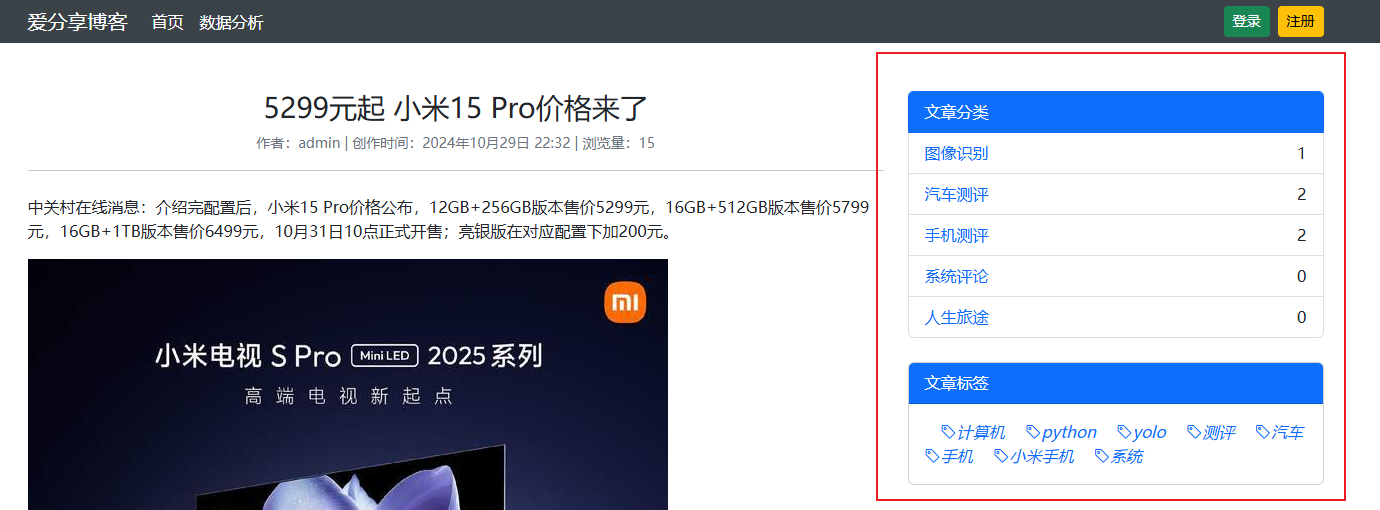 爱分享博客 首页 数据分析 登录 注册
5299元起 小米15 Pro价格来了
作者：admin | 创作时间：2024年10月29日 22:32 | 浏览量：15
中关村在线消息：介绍完配置后，小米15 Pro价格公布，12GB+256GB版本售价5299元，16GB+512GB版本售价5799
元，16GB+1TB版本售价6499元，10月31日10点正式开售；亮银版在对应配置下加200元。
mi
小米电视 S Pro Mini LED 2025 系列
高端电视新起点
文章分类
图像识别 1
汽车测评 2
手机测评 2
系统评论 0
人生旅途 0
文章标签
计算机 python yolo 测评 汽车
手机 小米手机 系统